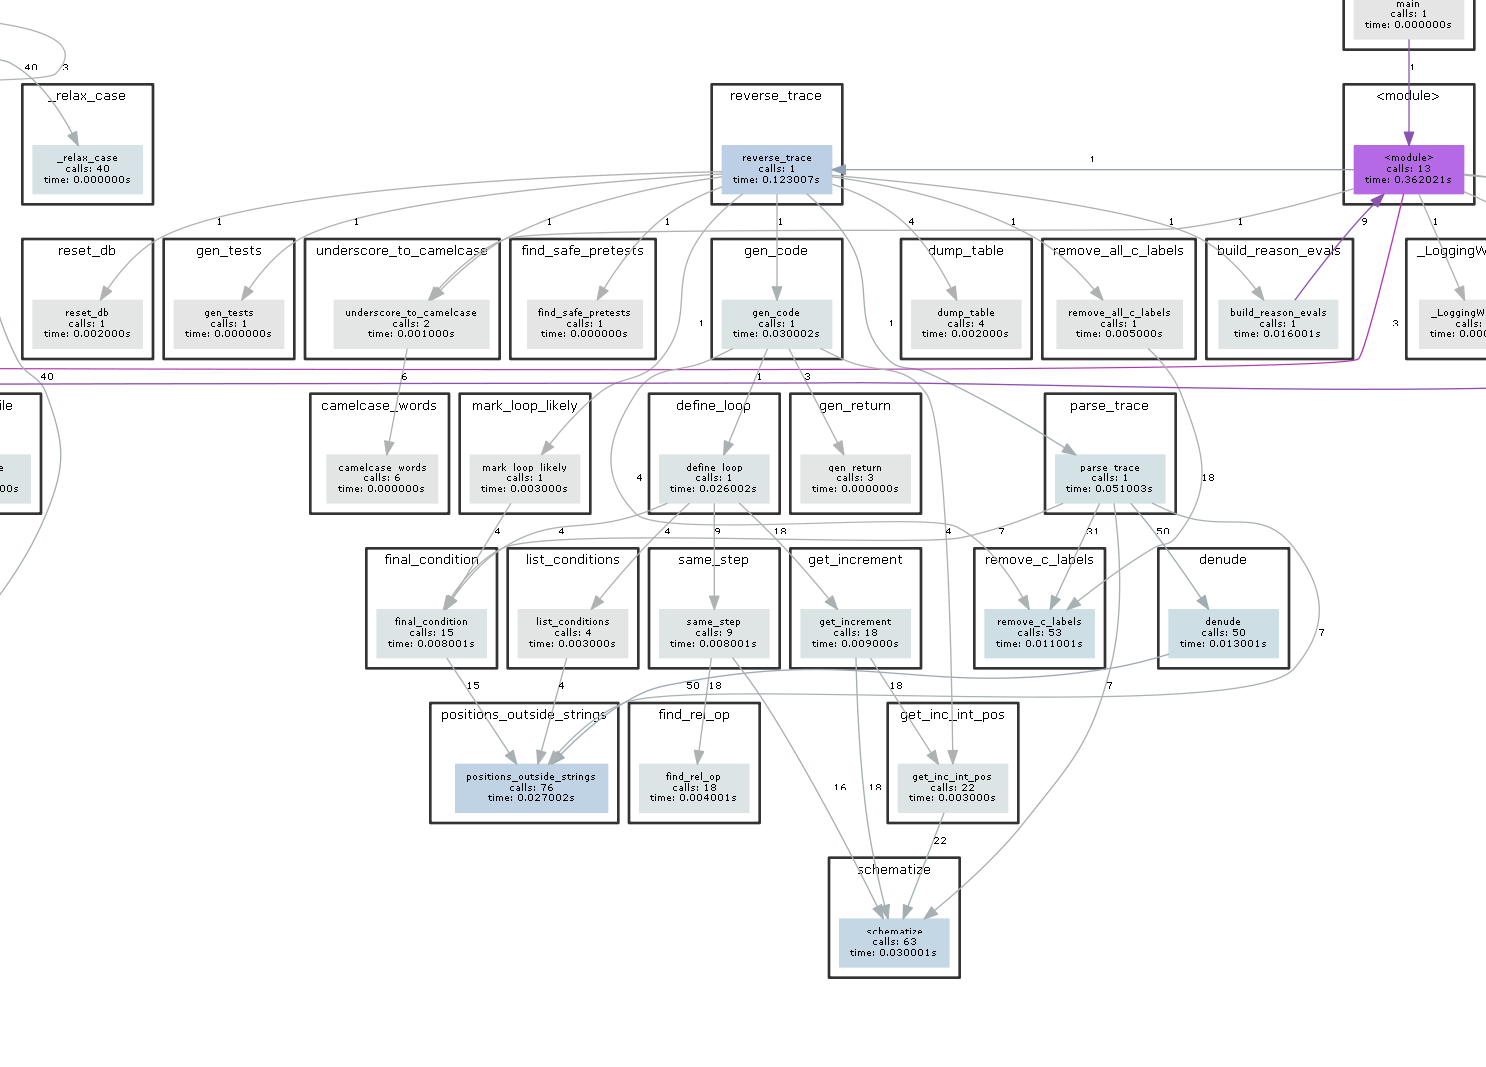 main
calls: 1
time: 0.000000s
40
3
1
_relax_case
_relax_case
calls: 40
time: 0.000000s
reverse_trace
reverse_trace
calls: 1
time: 0.123007s
1
<module>
<module>
calls: 13
time: 0.362021s
1
1
1
1
1
4
1
1
1
9
1
reset_db
reset_db
calls: 1
time: 0.002000s
gen_tests
gen_tests
calls: 1
time: 0.000000s
underscore_to_camelcase
underscore_to_camelcase
calls: 2
time: 0.001000s
find_safe_pretests
find_safe_pretests
calls: 1
time: 0.000000s
gen_code
gen_code
calls: 1
time: 0.030002s
dump_table
dump_table
calls: 4
time: 0.002000s
remove_all_c_labels
remove_all_c_labels
calls: 1
time: 0.005000s
build_reason_evals
build_reason_evals
calls: 1
time: 0.016001s
_LoggingW
_LoggingW
calls:
time: 0.00
1
1
3
40
6
1
3
ile
e
00s
camelcase_words
camelcase_words
calls: 6
time: 0.000000s
mark_loop_likely
mark_loop_likely
calls: 1
time: 0.003000s
define_loop
define_loop
calls: 1
time: 0.026002s
gen_return
gen_return
calls: 3
time: 0.000000s
parse_trace
parse_trace
calls: 1
time: 0.051003s
4
18
4
4
4
9
18
4
7
31
50
final_condition
final_condition
calls: 15
time: 0.008001s
list_conditions
list_conditions
calls: 4
time: 0.003000s
same_step
same_step
calls: 9
time: 0.008001s
get_increment
get_increment
calls: 18
time: 0.009000s
remove_c_labels
remove_c_labels
calls: 53
time: 0.011001s
denude
denude
calls: 50
time: 0.013001s
7
15
4
50
18
18
7
positions_outside_strings
positions_outside_strings
calls: 76
time: 0.027002s
find_rel_op
find_rel_op
calls: 18
time: 0.004001s
get_inc_int_pos
get_inc_int_pos
calls: 22
time: 0.003000s
16
18
22
schematize
schematize
calls: 63
time: 0.030001s